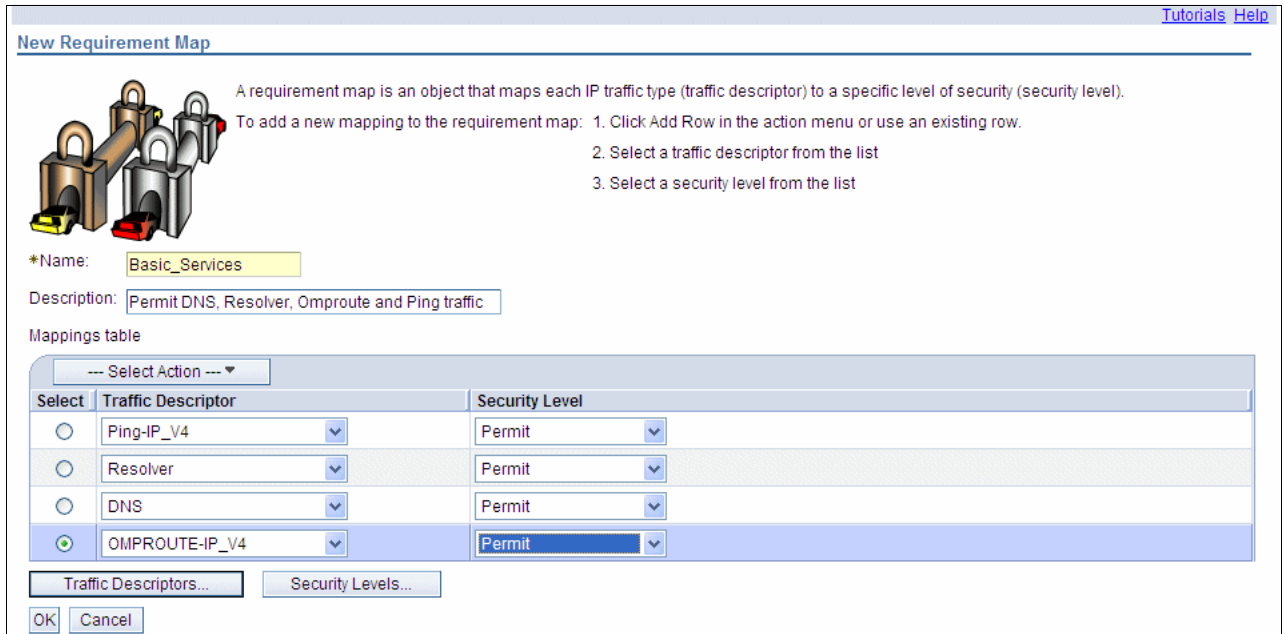 Tutorials Help
New Requirement Map
A requirement map is an object that maps each IP traffic type (traffic descriptor) to a specific level of security (security level).
To add a new mapping to the requirement map: 1. Click Add Row in the action menu or use an existing row.
2. Select a traffic descriptor from the list
3. Select a security level from the list
*Name: Basic_Services
Description: Permit DNS, Resolver, Omproute and Ping traffic
Mappings table
--- Select Action ---
Select Traffic Descriptor Security Level
Ping-IP_V4 Permit
Resolver Permit
DNS Permit
OMPROUTE-IP_V4 Permit
Traffic Descriptors... Security Levels...
OK Cancel